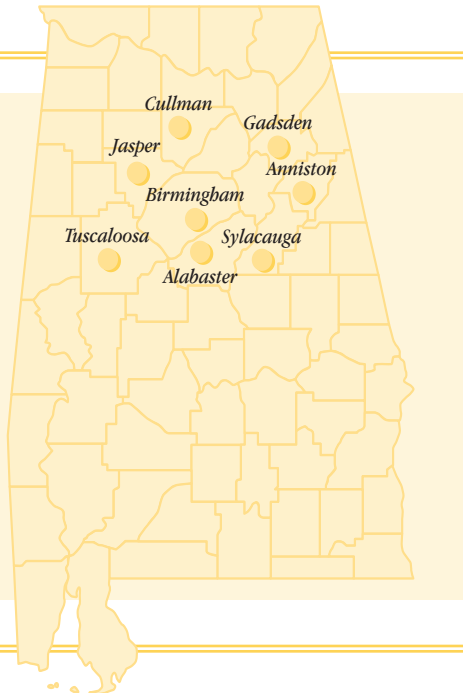 Cullman
Gadsden
Jasper
Anniston
Birmingham
Tuscaloosa
Sylacauga
Alabaster